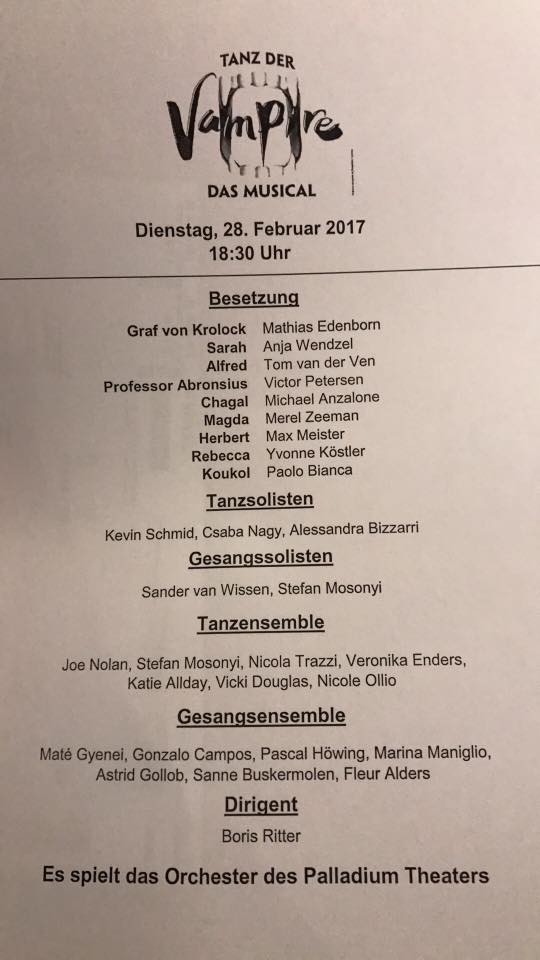 TANZ DER
Vampire
DAS MUSICAL
Dienstag, 28. Februar 2017
18:30 Uhr
Besetzung
Graf von Krolock Mathias Edenborn
Sarah Anja Wendzel
Alfred Tom van der Ven
Professor Abronsius Victor Petersen
Chagal Michael Anzalone
Magda Merel Zeeman
Herbert Max Meister
Rebecca Yvonne Köstler
Koukol Paolo Bianca
Tanzsolisten
Kevin Schmid, Csaba Nagy, Alessandra Bizzarri
Gesangssolisten
Sander van Wissen, Stefan Mosonyi
Tanzensemble
Joe Nolan, Stefan Mosonyi, Nicola Trazzi, Veronika Enders,
Katie Allday, Vicki Douglas, Nicole Ollio
Gesangsensemble
Maté Gyenei, Gonzalo Campos, Pascal Höwing, Marina Maniglio,
Astrid Gollob, Sanne Buskermolen, Fleur Alders
Dirigent
Boris Ritter
Es spielt das Orchester des Palladium Theaters